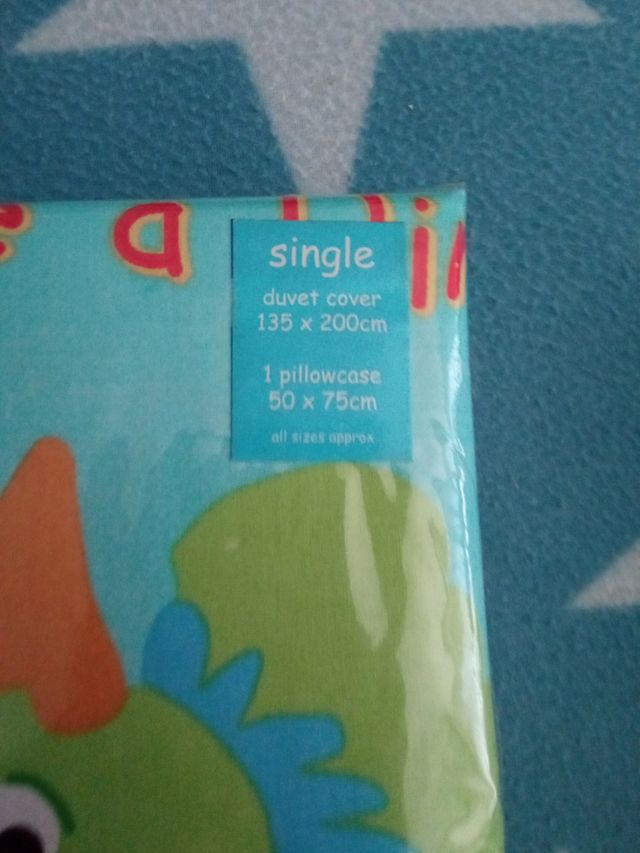 a
single
duvet cover
135 x 200cm
1 pillowcase
50 x 75cm
all sizes approx